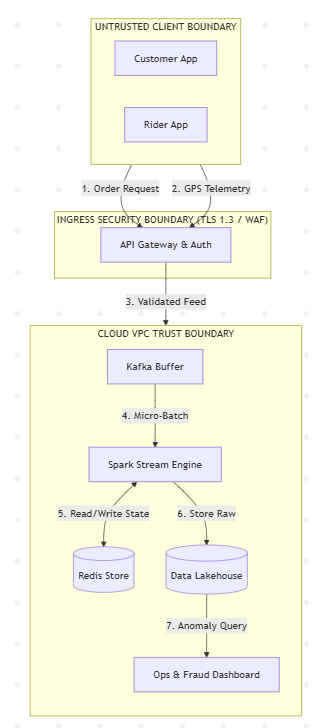 UNTRUSTED CLIENT BOUNDARY
Customer App
Rider App
1. Order Request
2. GPS Telemetry
INGRESS SECURITY BOUNDARY (TLS 1.3 / WAF)
API Gateway & Auth
3. Validated Feed
CLOUD VPC TRUST BOUNDARY
Kafka Buffer
4. Micro-Batch
Spark Stream Engine
5. Read/Write State
6. Store Raw
Redis Store
Data Lakehouse
7. Anomaly Query
Ops & Fraud Dashboard